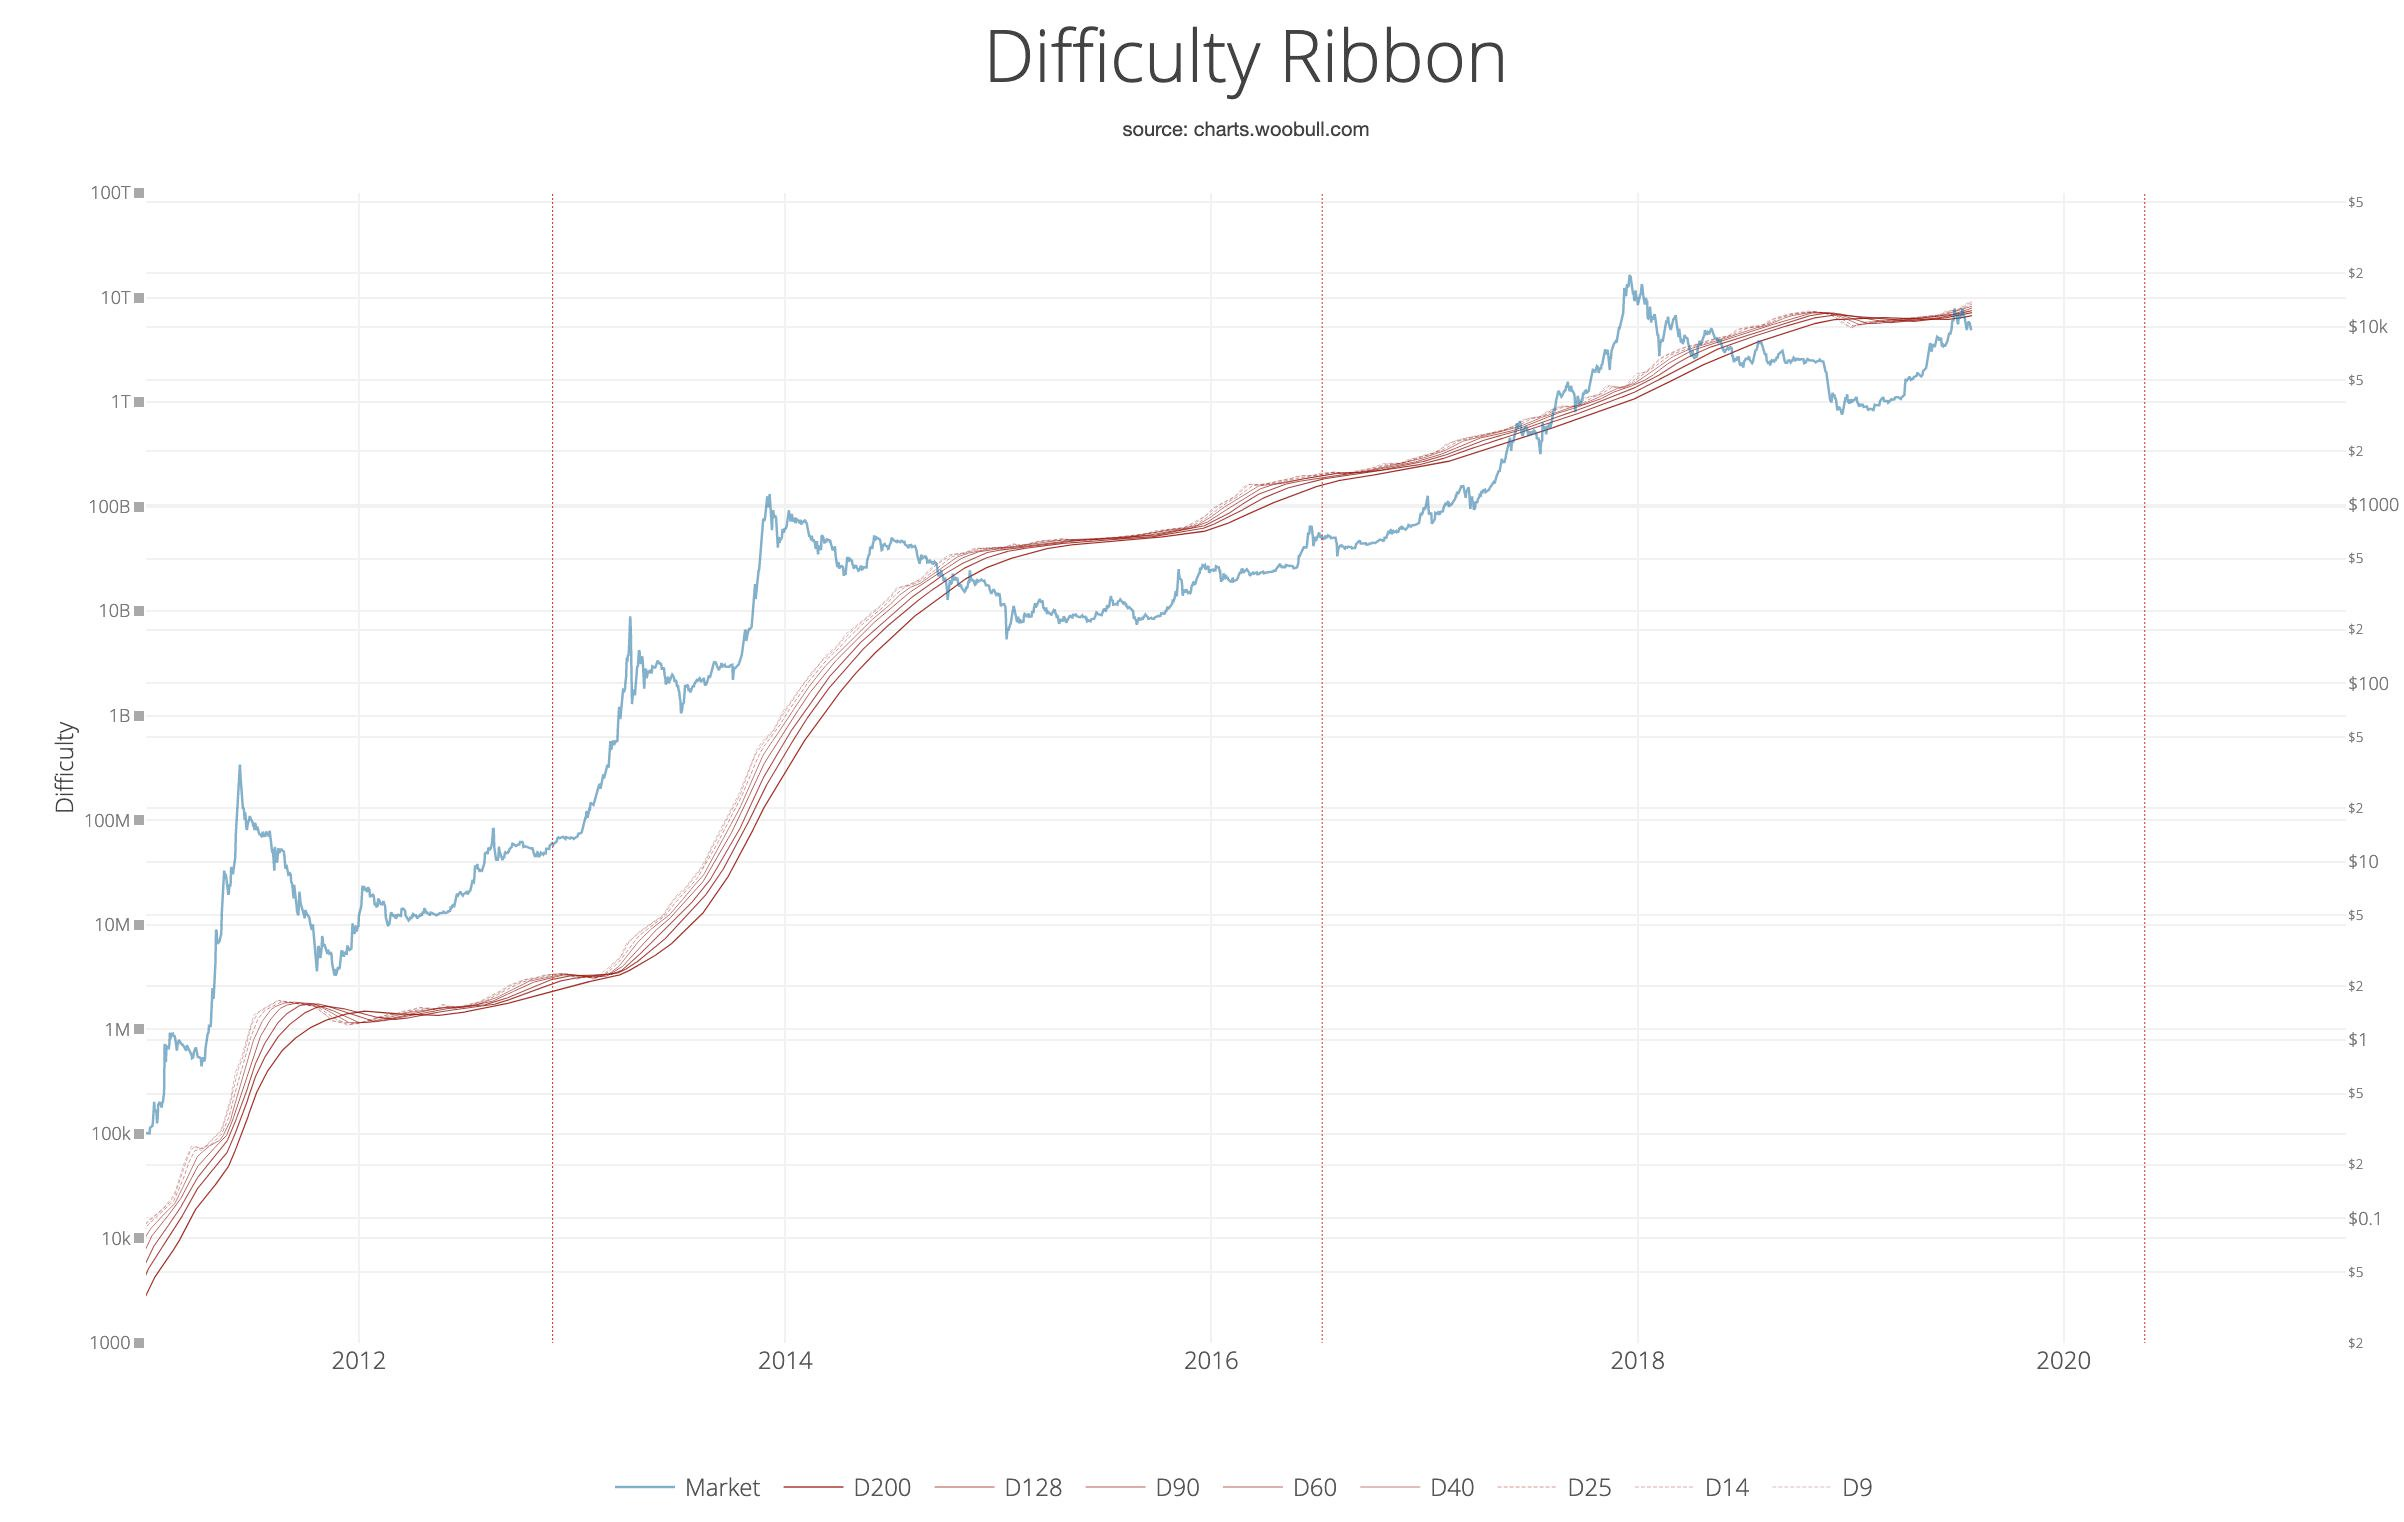 Difficulty Ribbon
source: charts.woobull.com
Difficulty
100T
10T
1T
100B
10B
1B
100M
10M
1M
100k
10k
1000
$5
$2
$10k
$5
$2
$1000
$5
$2
$100
$5
$2
$10
$5
$2
$1
$5
$2
$0.1
$5
$2
2012 2014 2016 2018 2020
Market D200 D128 D90 D60 D40 D25 D14 D9